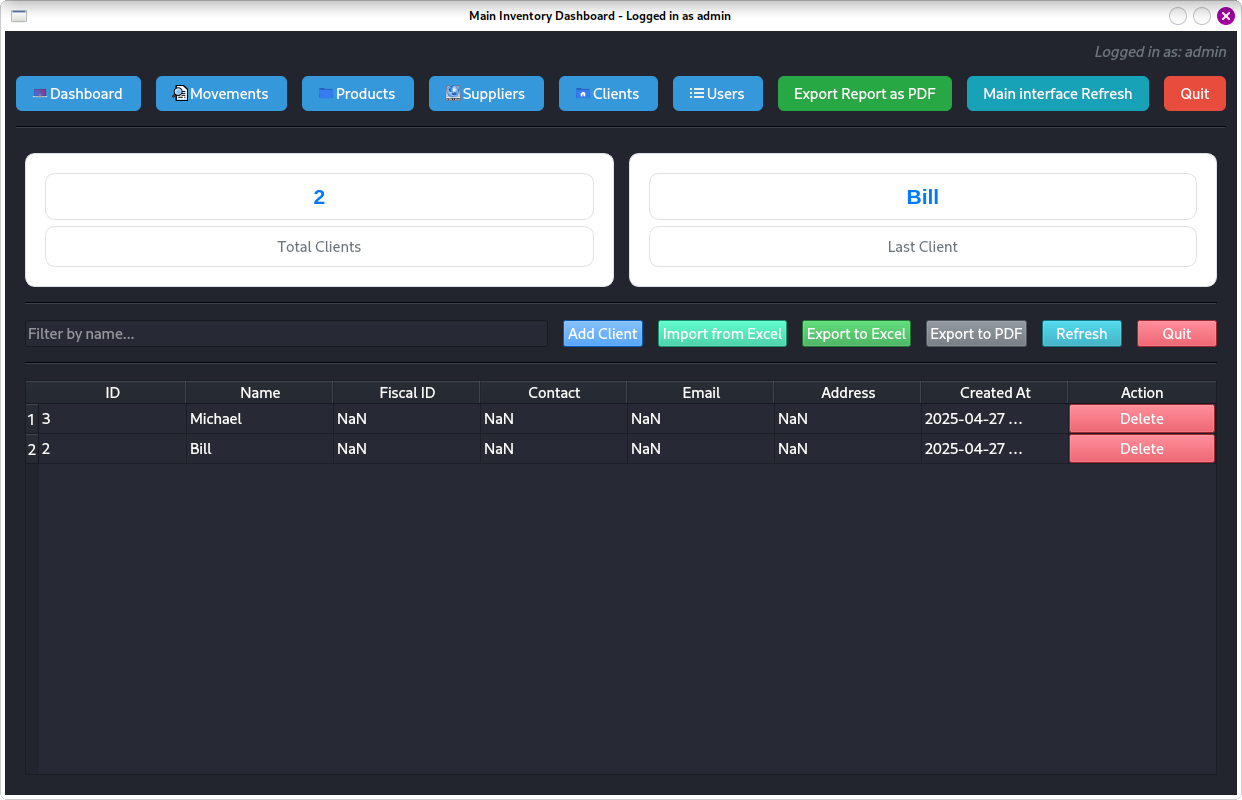 Main Inventory Dashboard - Logged in as admin
Logged in as: admin
Dashboard Movements Products Suppliers Clients Users Export Report as PDF Main interface Refresh Quit
2
Total Clients
Bill
Last Client
Filter by name... Add Client Import from Excel Export to Excel Export to PDF Refresh Quit
ID Name Fiscal ID Contact Email Address Created At Action
1 3 Michael NaN NaN NaN NaN 2025-04-27 ... Delete
2 2 Bill NaN NaN NaN NaN 2025-04-27 ... Delete